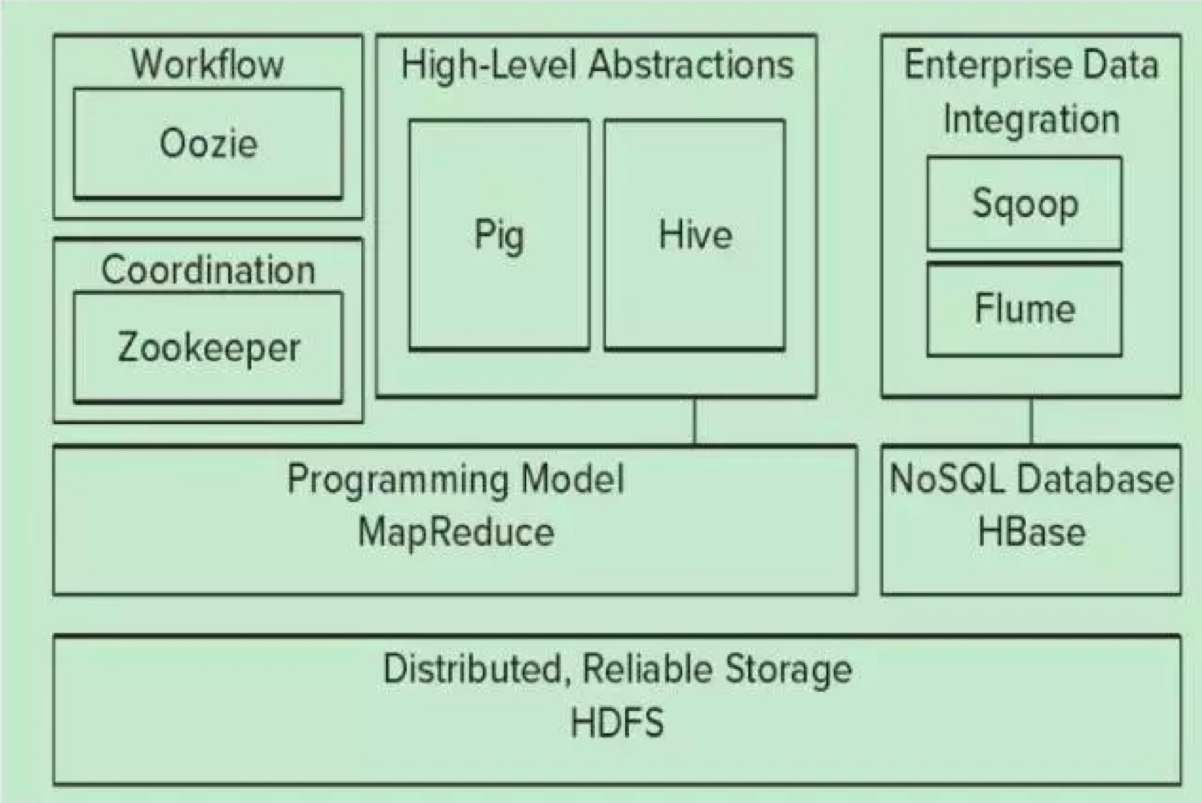 Workflow
Oozie
Coordination
Zookeeper
High-Level Abstractions
Pig
Hive
Enterprise Data
Integration
Sqoop
Flume
Programming Model
MapReduce
NoSQL Database
HBase
Distributed, Reliable Storage
HDFS